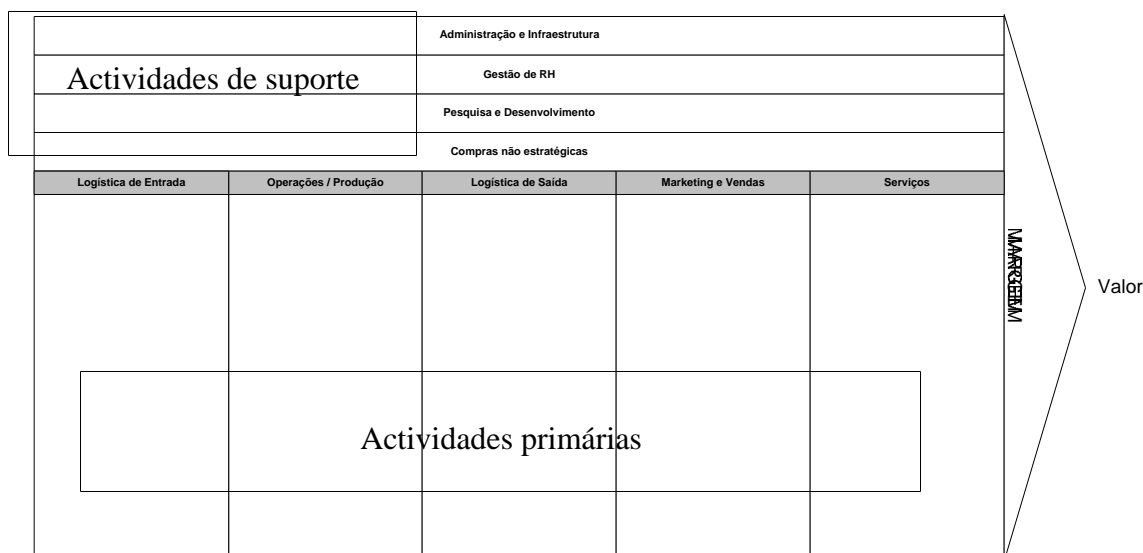 Administração e Infraestrutura
Actividades de suporte
Gestão de RH
Pesquisa e Desenvolvimento
Compras não estratégicas
Logística de Entrada
Operações / Produção
Logística de Saída
Marketing e Vendas
Serviços
Valor
Actividades primárias